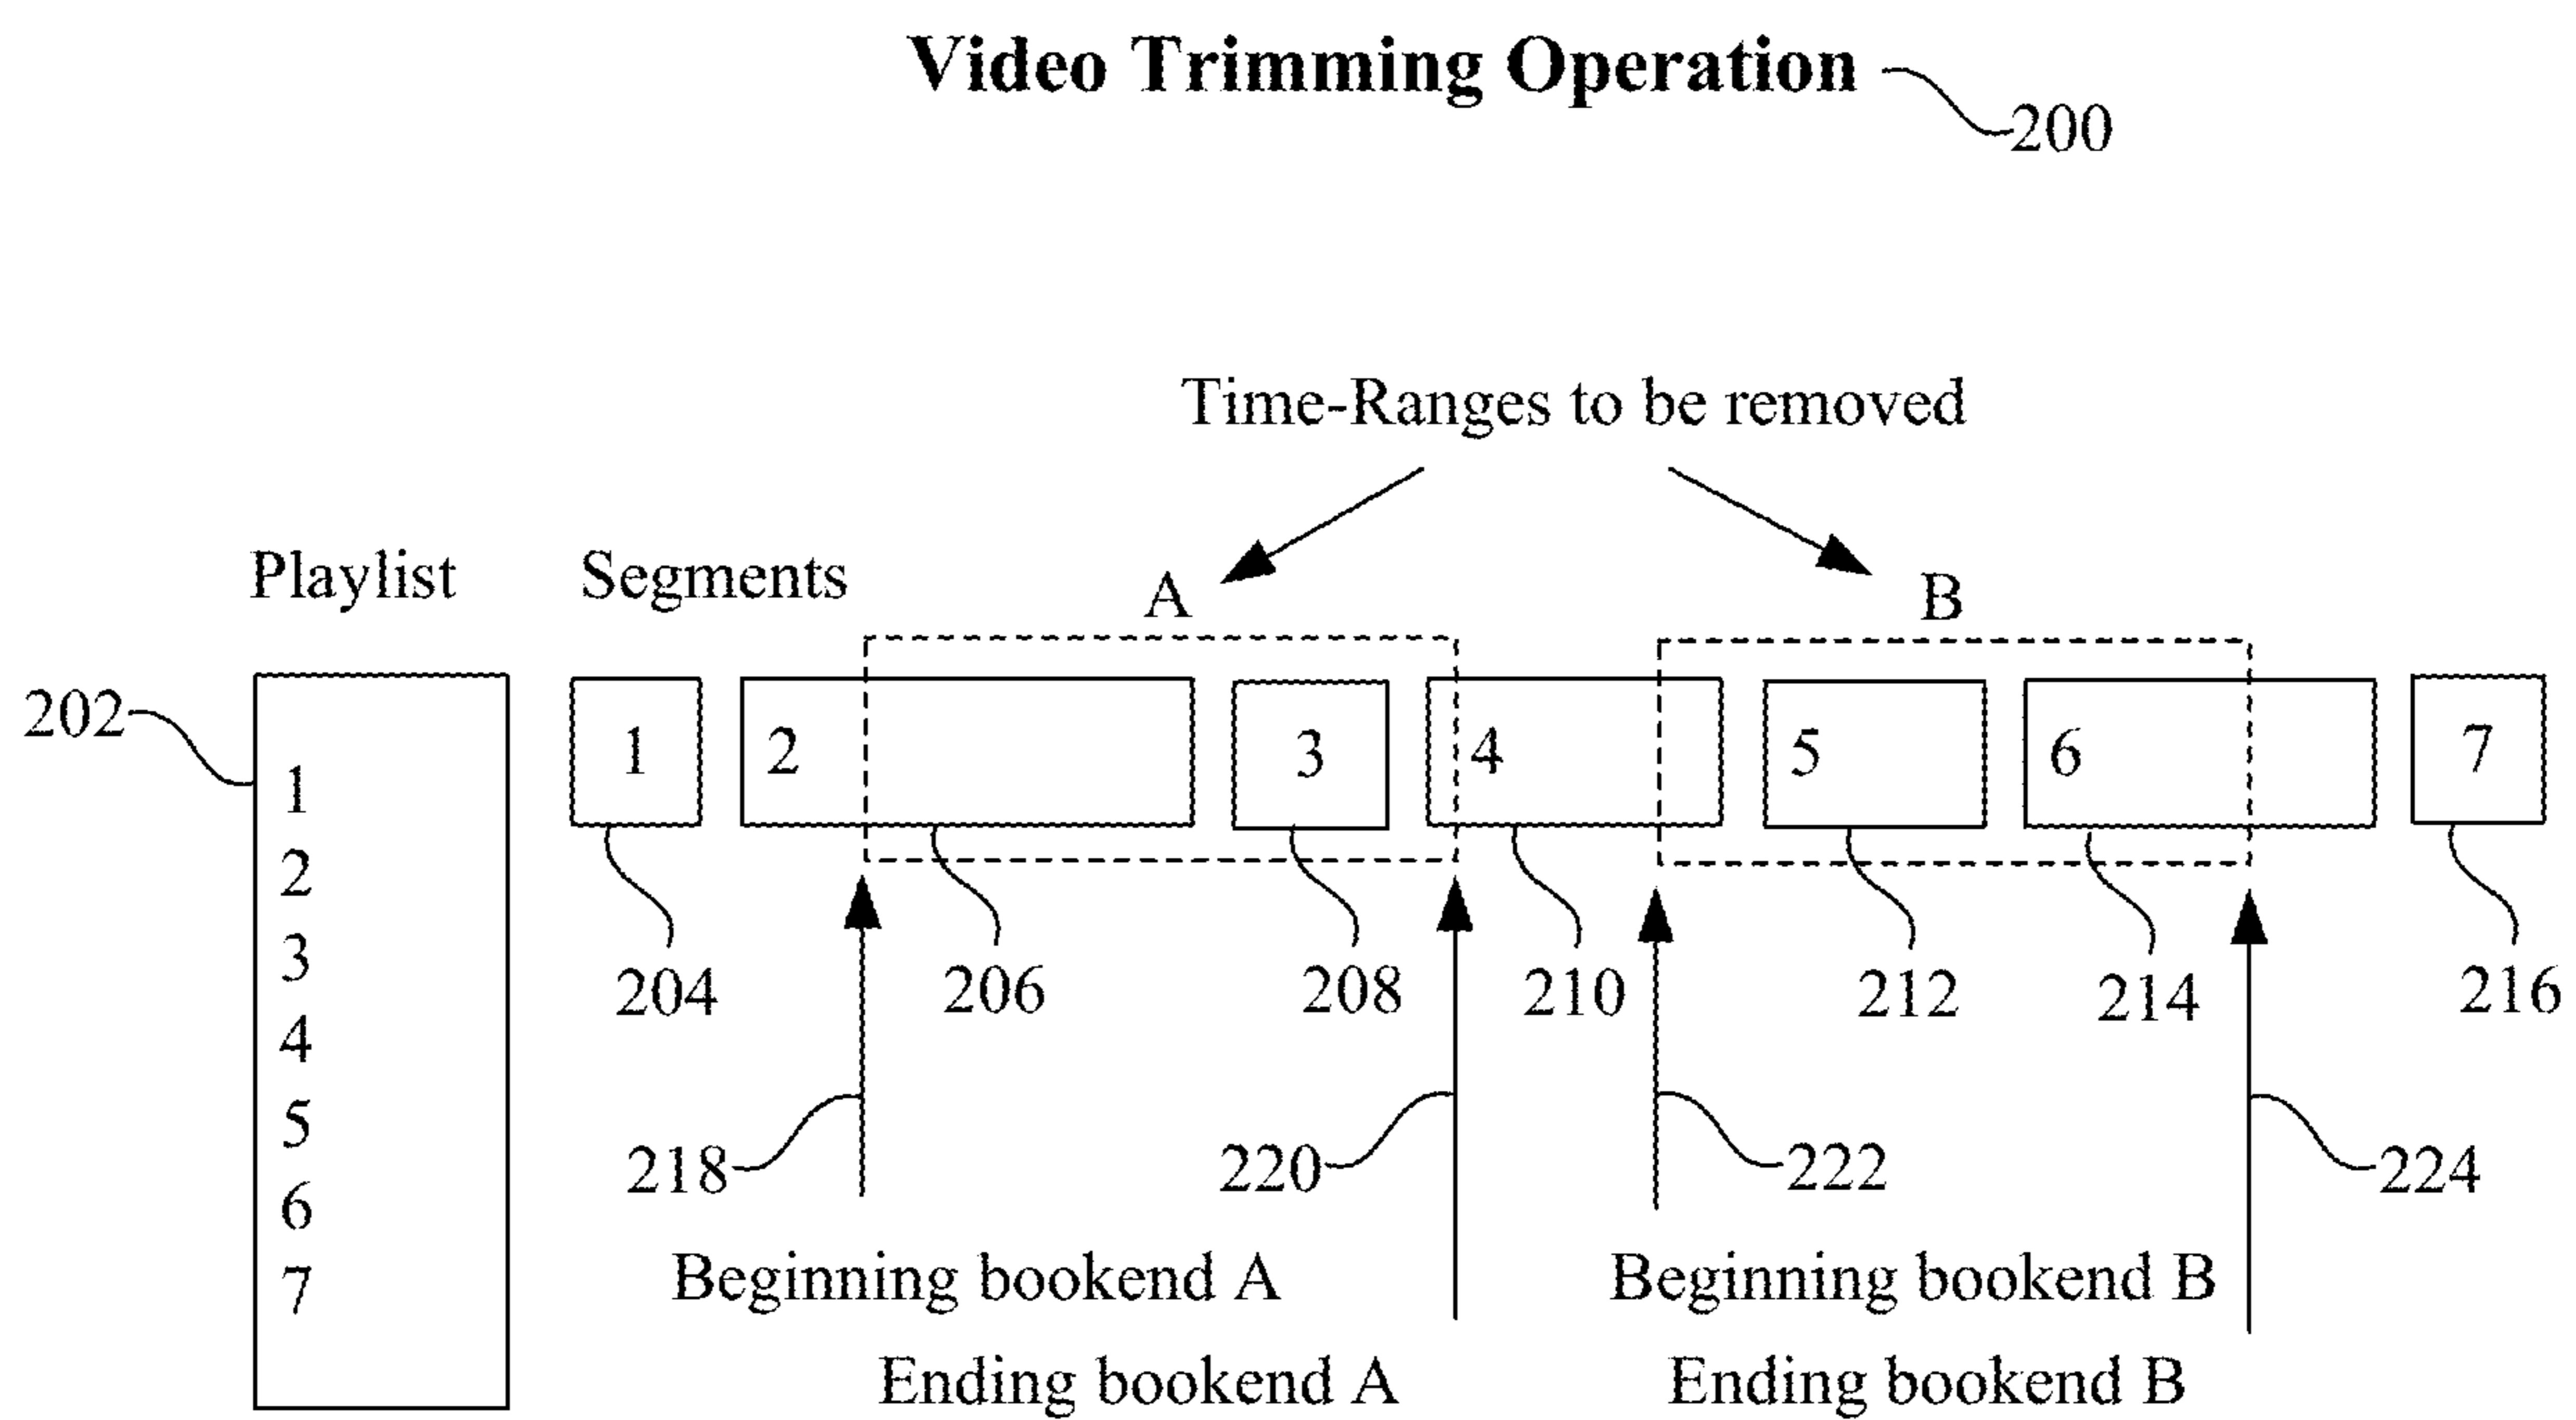 Video Trimming Operation
200
Time-Ranges to be removed
Playlist
Segments
A
B
202
1
2
3
4
5
6
7
1
2
3
4
5
6
7
204
206
208
210
212
214
216
218
220
222
224
Beginning bookend A
Beginning bookend B
Ending bookend A
Ending bookend B